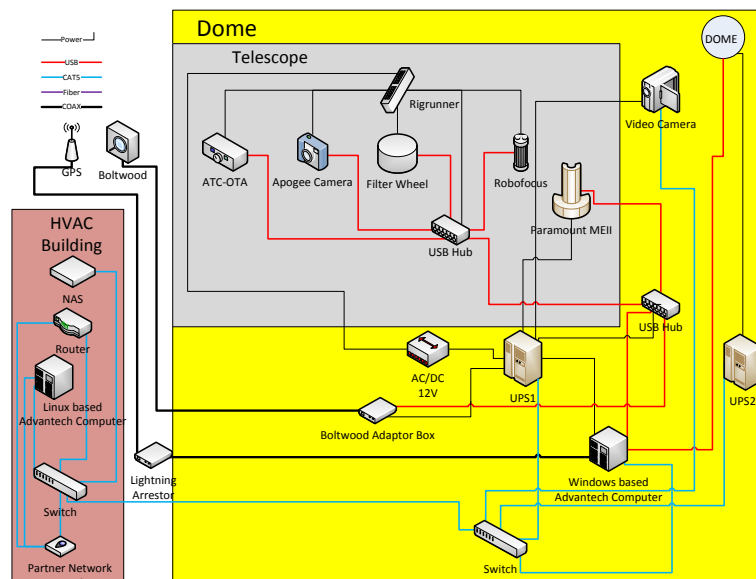 Dome
DOME
Power
Telescope
USB
CAT5
Fiber
COAX
Rigrunner
Video Camera
GPS
Boltwood
ATC-OTA
Apogee Camera
Filter Wheel
Robofocus
HVAC
Building
USB Hub
Paramount MEII
NAS
USB Hub
Router
AC/DC
12V
UPS1
UPS2
Linux based
Advantech Computer
Boltwood Adaptor Box
Lightning
Arrestor
Windows based
Advantech Computer
Switch
Partner Network
Switch